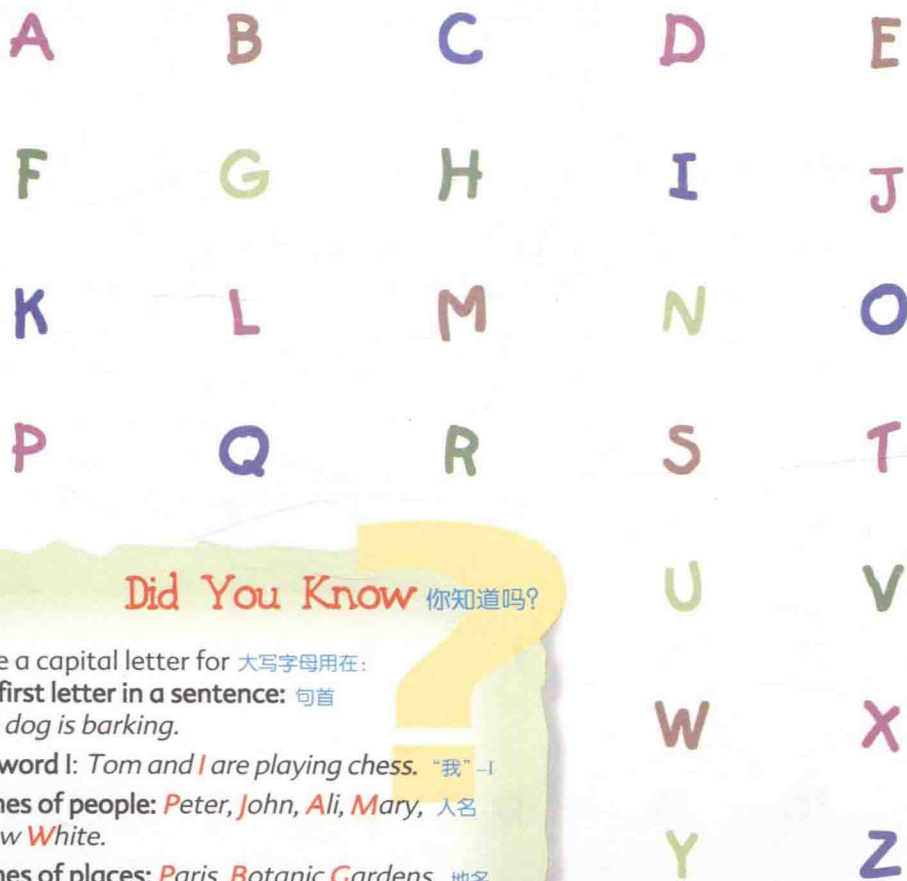 A B C D E
F G H I J
K L M N O
P Q R S T
U V
W X
Y Z
Did You Know 你知道吗?
a capital letter for 大写字母用在:
first letter in a sentence: 句首
dog is barking.
word I: Tom and I are playing chess. “我”–I
of people: Peter, John, Ali, Mary, 人名
White.
of places: Paris, Botanic Gardens 地名